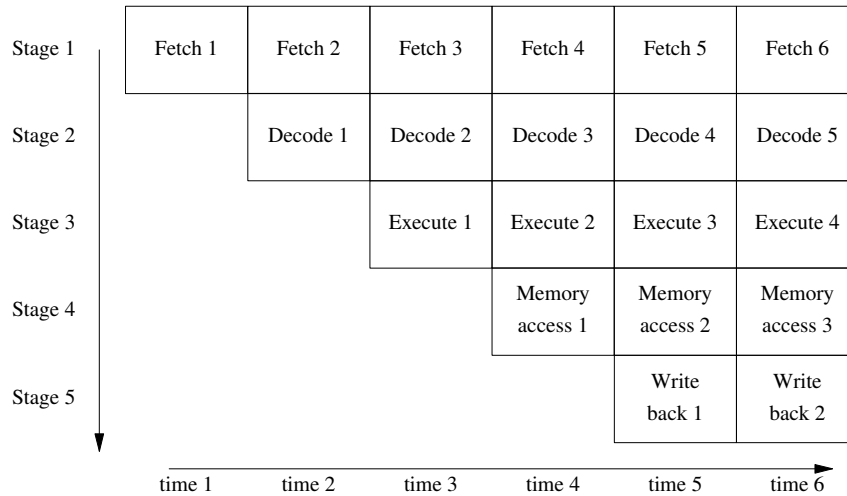 Stage 1 Fetch 1 Fetch 2 Fetch 3 Fetch 4 Fetch 5 Fetch 6
Stage 2 Decode 1 Decode 2 Decode 3 Decode 4 Decode 5
Stage 3 Execute 1 Execute 2 Execute 3 Execute 4
Stage 4 Memory access 1 Memory access 2 Memory access 3
Stage 5 Write back 1 Write back 2
time 1 time 2 time 3 time 4 time 5 time 6